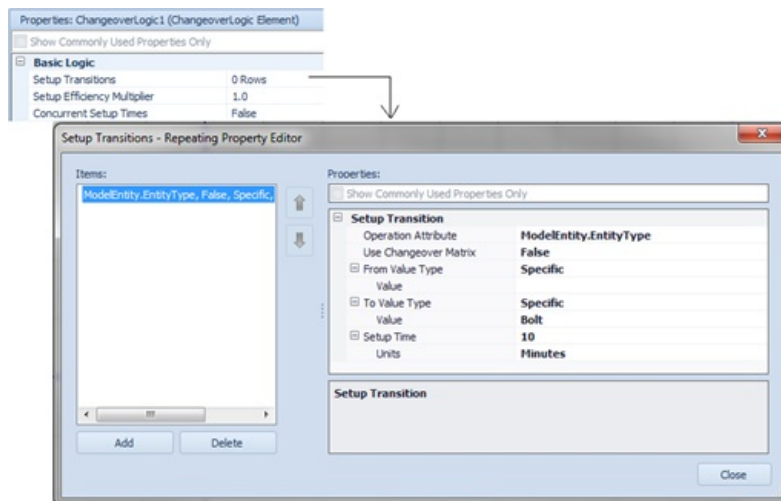 Properties: ChangeoverLogic1 (ChangeoverLogic Element)
Show Commonly Used Properties Only
Basic Logic
Setup Transitions 0 Rows
Setup Efficiency Multiplier 1.0
Concurrent Setup Times False
Setup Transitions - Repeating Property Editor
Items:
ModelEntity.EntityType, False, Specific,
Add Delete
Properties:
Show Commonly Used Properties Only
Setup Transition
Operation Attribute ModelEntity.EntityType
Use Changeover Matrix False
From Value Type Specific
Value
To Value Type Specific
Value Bolt
Setup Time 10
Units Minutes
Setup Transition
Close